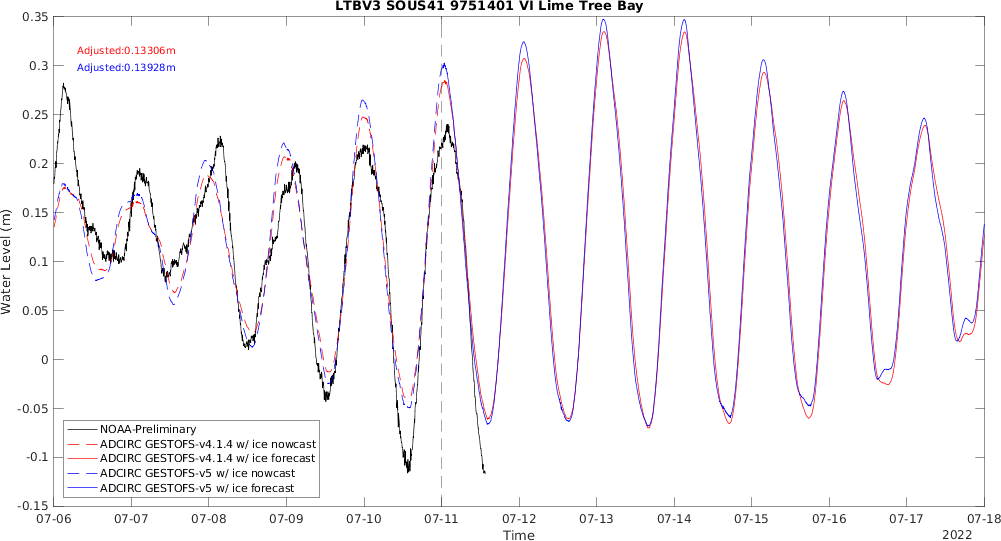 LTBV3 SOUS41 9751401 VI Lime Tree Bay
Adjusted:0.13306m
Adjusted:0.13928m
Water Level (m)
0.35
0.3
0.25
0.2
0.15
0.1
0.05
0
-0.05
-0.1
-0.15
NOAA-Preliminary
ADCIRC GESTOFS-v4.1.4 w/ ice nowcast
ADCIRC GESTOFS-v4.1.4 w/ ice forecast
ADCIRC GESTOFS-v5 w/ ice nowcast
ADCIRC GESTOFS-v5 w/ ice forecast
07-06 07-07 07-08 07-09 07-10 07-11 07-12 07-13 07-14 07-15 07-16 07-17 07-18
Time
2022